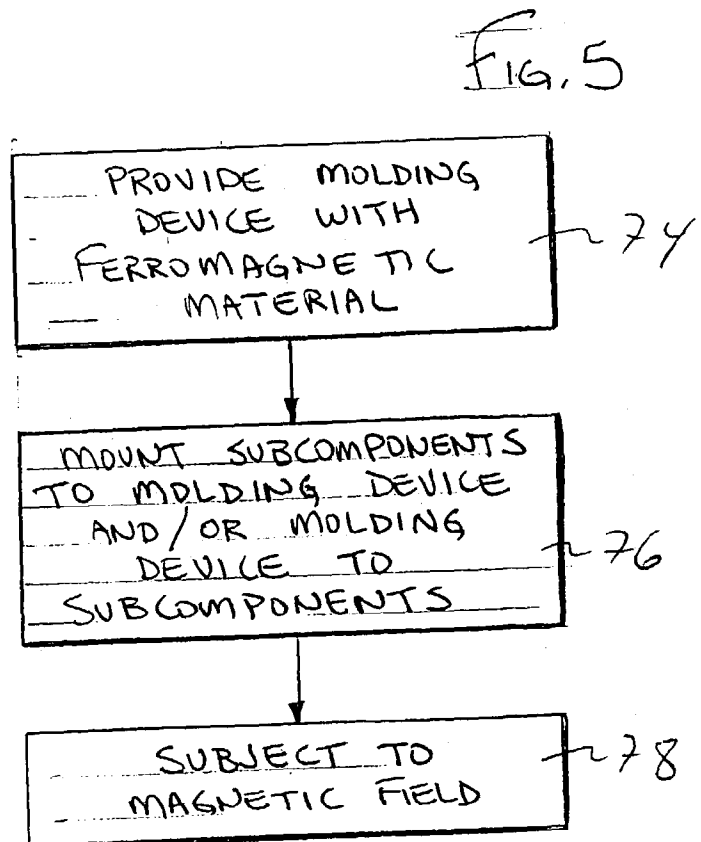 FIG. 5
PROVIDE MOLDING
DEVICE WITH
FERROMAGNETIC
MATERIAL
74
MOUNT SUBCOMPONENTS
TO MOLDING DEVICE
AND/OR MOLDING
DEVICE TO
SUBCOMPONENTS
76
SUBJECT TO
MAGNETIC FIELD
78